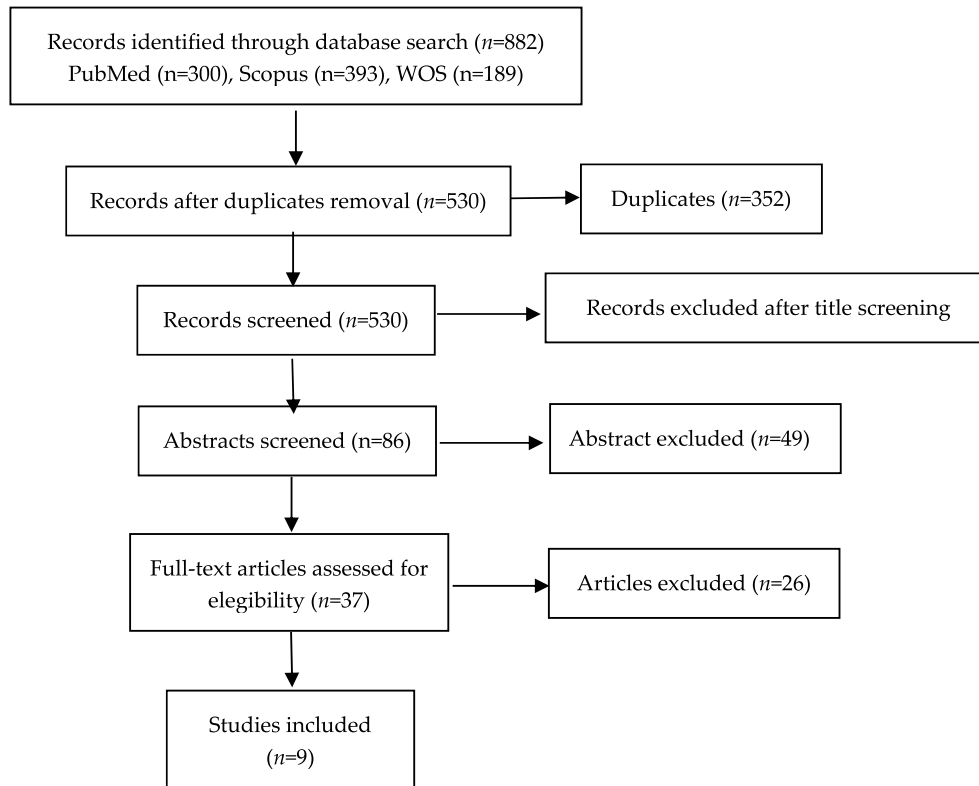 Records identified through database search (n=882)
PubMed (n=300), Scopus (n=393), WOS (n=189)
Records after duplicates removal (n=530)
Duplicates (n=352)
Records screened (n=530)
Records excluded after title screening
Abstracts screened (n=86)
Abstract excluded (n=49)
Full-text articles assessed for
elegibility (n=37)
Articles excluded (n=26)
Studies included
(n=9)